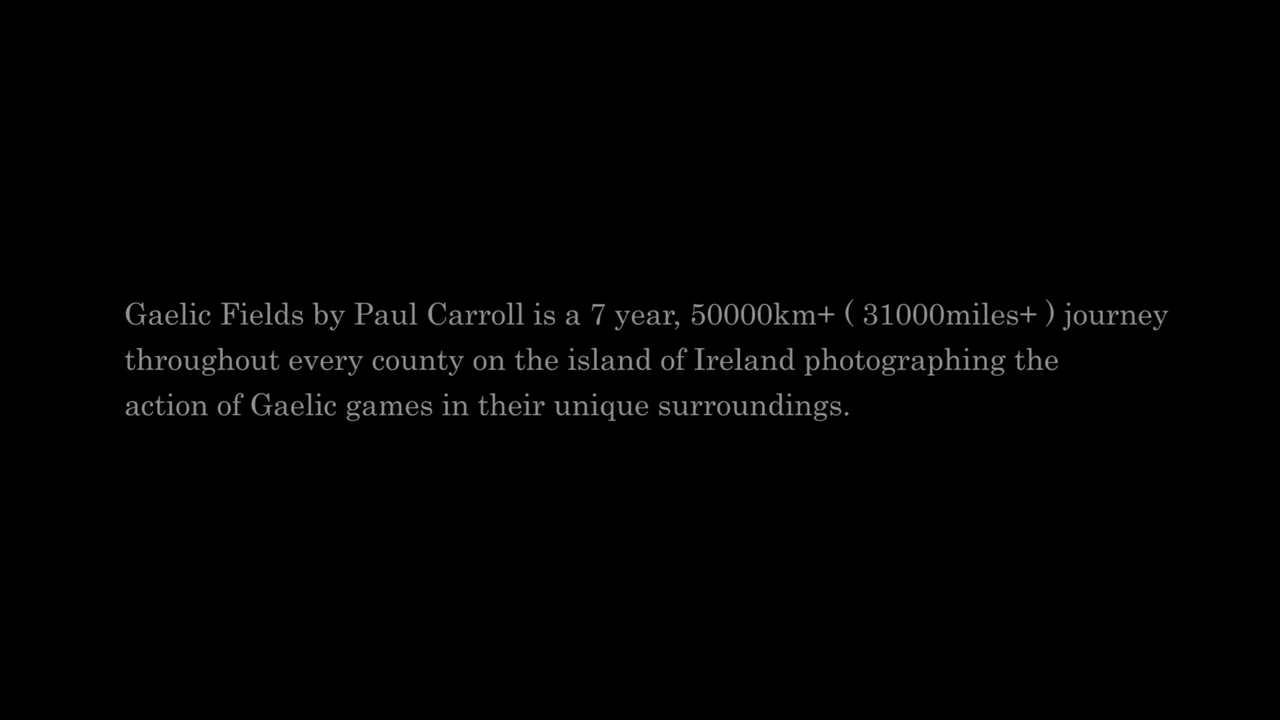 Gaelic Fields by Paul Carroll is a 7 year, 50000km+ ( 31000miles+ ) journey
throughout every county on the island of Ireland photographing the
action of Gaelic games in their unique surroundings.